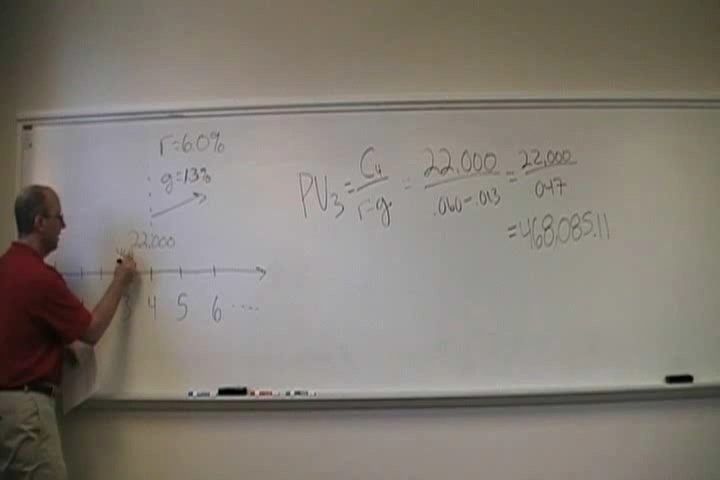 r=6.0%
g=1.3%
22,000
3 4 5 6 ....
PV3 = C4 / r-g. = 22,000 / .060-.013 = 22,000 / .047
=468,085.11